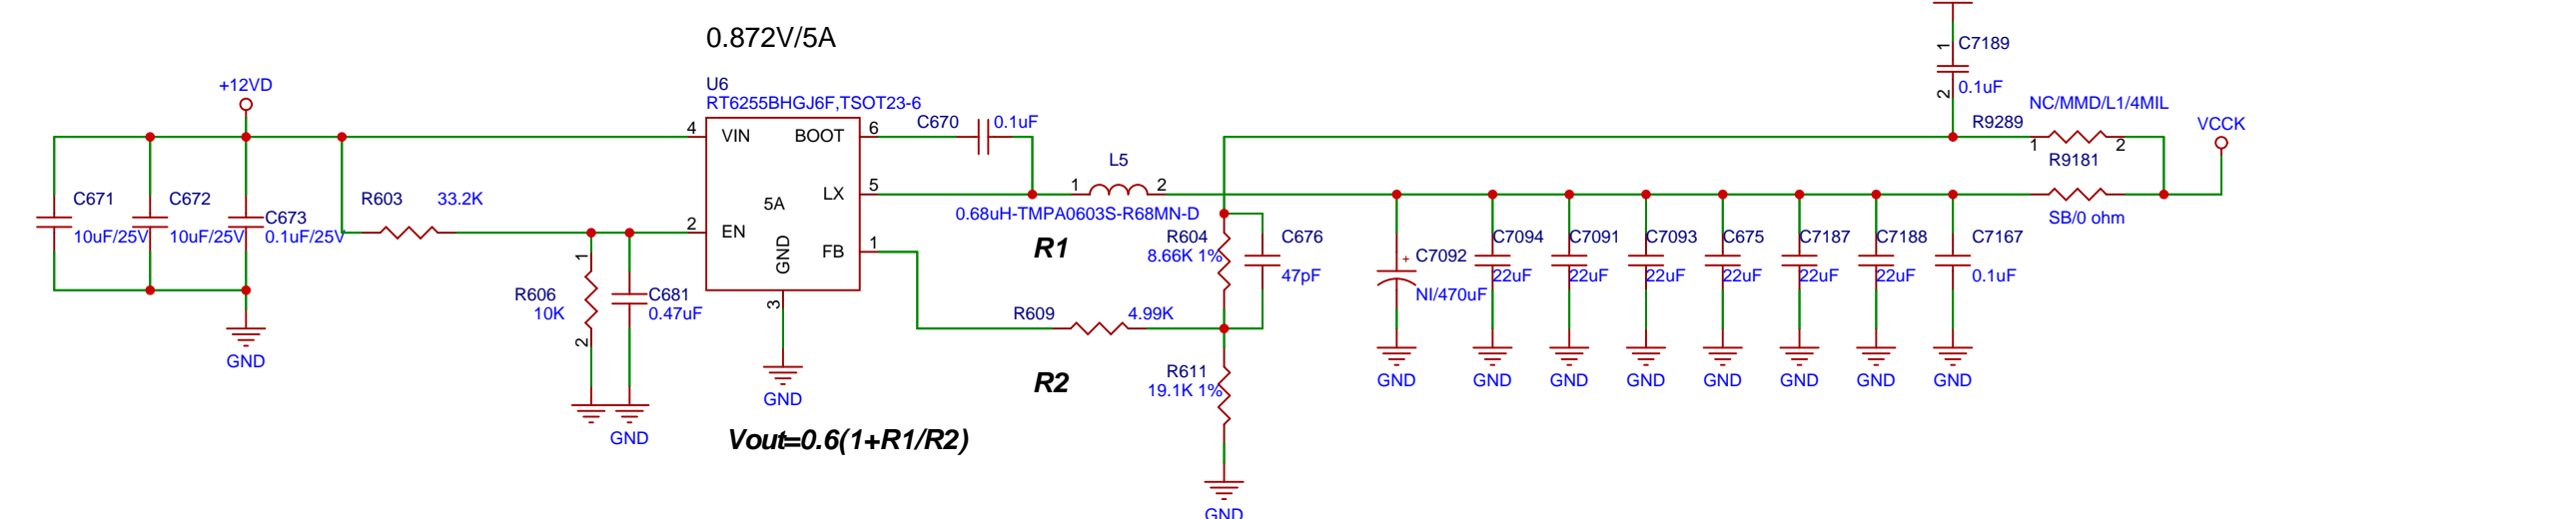 0.872V/5A
C7189
1
0.1uF
2
+12VD
U6
RT6255BHGJ6F,TSOT23-6
NC/MMD/L1/4MIL
C670
0.1uF
R9289
VCCK
4
VIN
BOOT
6
1
2
R9181
L5
1
2
C671
C672
C673
R603
33.2K
5A
LX
5
10uF/25V
10uF/25V
0.1uF/25V
0.68uH-TMPA0603S-R68MN-D
SB/0 ohm
2
EN
GND
FB
1
R1
R604
8.66K 1%
C676
47pF
C7092
+
NI/470uF
C7094
22uF
C7091
22uF
C7093
22uF
C675
22uF
C7187
22uF
C7188
22uF
C7167
0.1uF
1
R606
10K
2
C681
0.47uF
3
R609
4.99K
GND
GND
GND
R2
R611
19.1K 1%
GND
GND
GND
GND
GND
GND
GND
GND
Vout=0.6(1+R1/R2)
GND